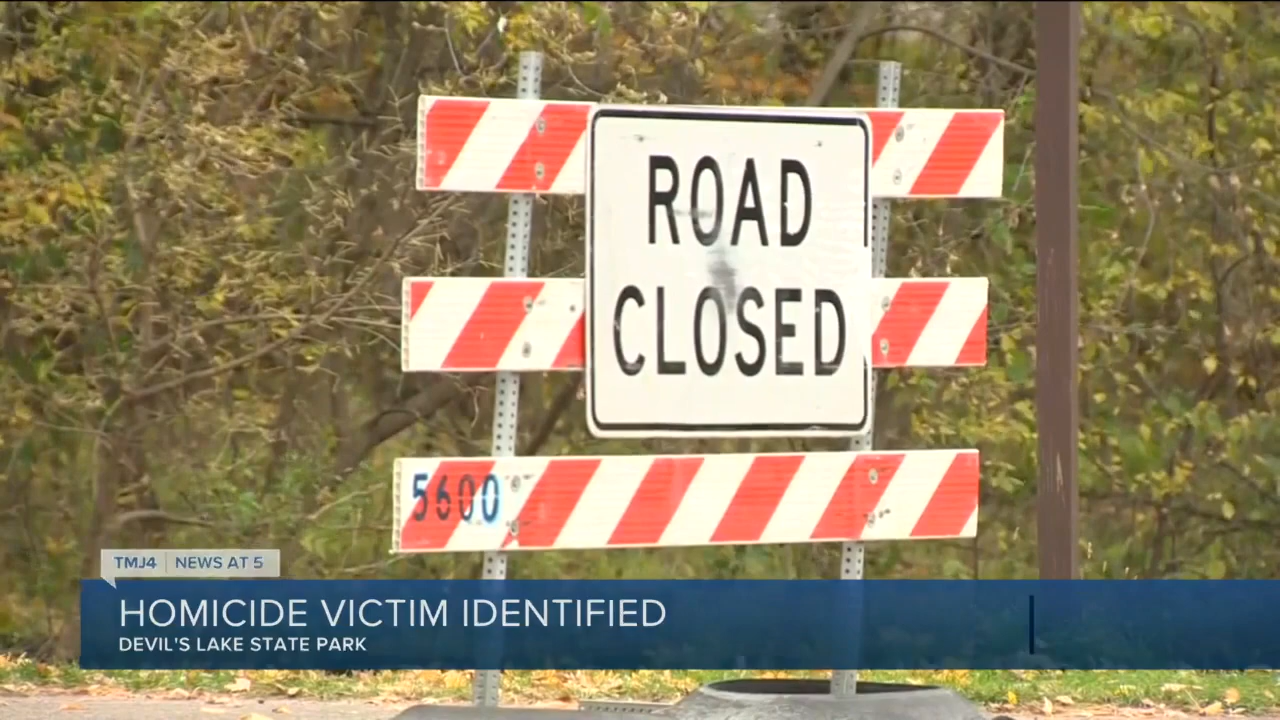 ROAD
CLOSED
5600
TMJ4 NEWS AT 5
HOMICIDE VICTIM IDENTIFIED
DEVIL'S LAKE STATE PARK